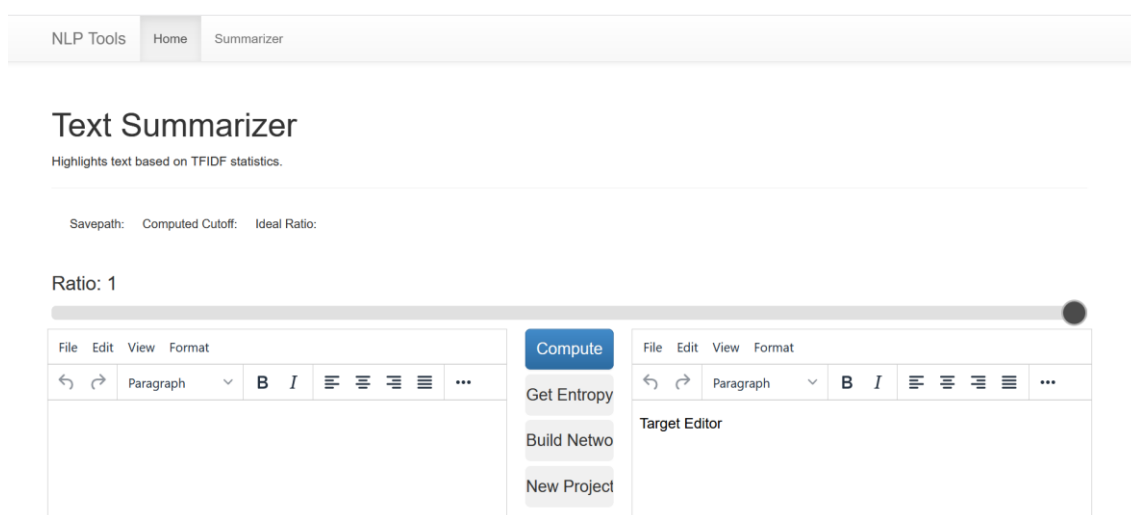 NLP Tools Home Summarizer
Text Summarizer
Highlights text based on TFIDF statistics.
Savepath: Computed Cutoff: Ideal Ratio:
Ratio: 1
File Edit View Format
Paragraph B I
Compute
Get Entropy
Build Netwo
New Project
File Edit View Format
Paragraph B I
Target Editor